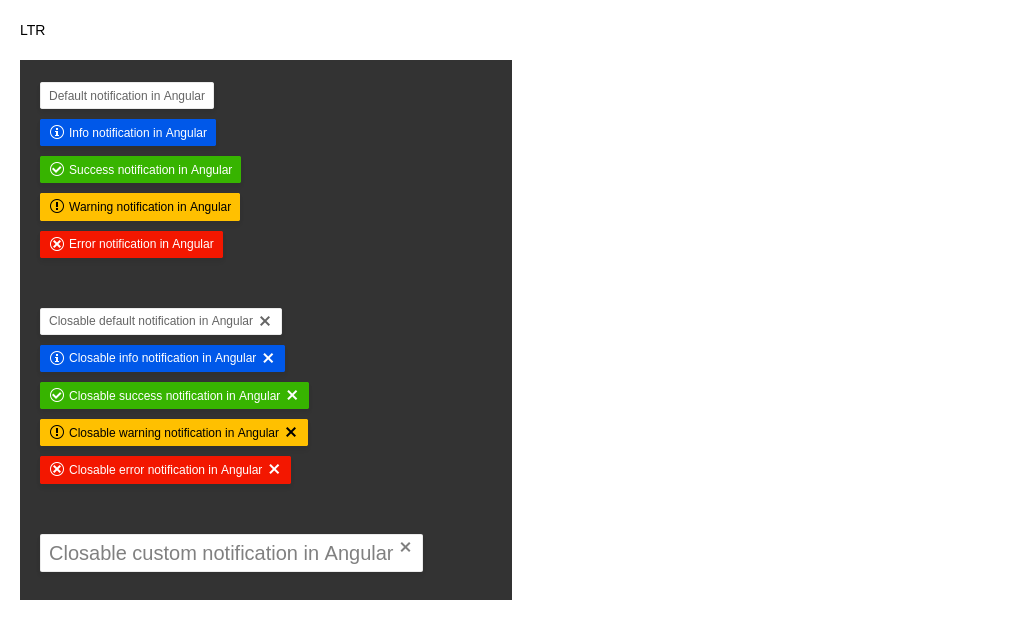 LTR
Default notification in Angular
Info notification in Angular
Success notification in Angular
Warning notification in Angular
Error notification in Angular
Closable default notification in Angular
Closable info notification in Angular
Closable success notification in Angular
Closable warning notification in Angular
Closable error notification in Angular
Closable custom notification in Angular